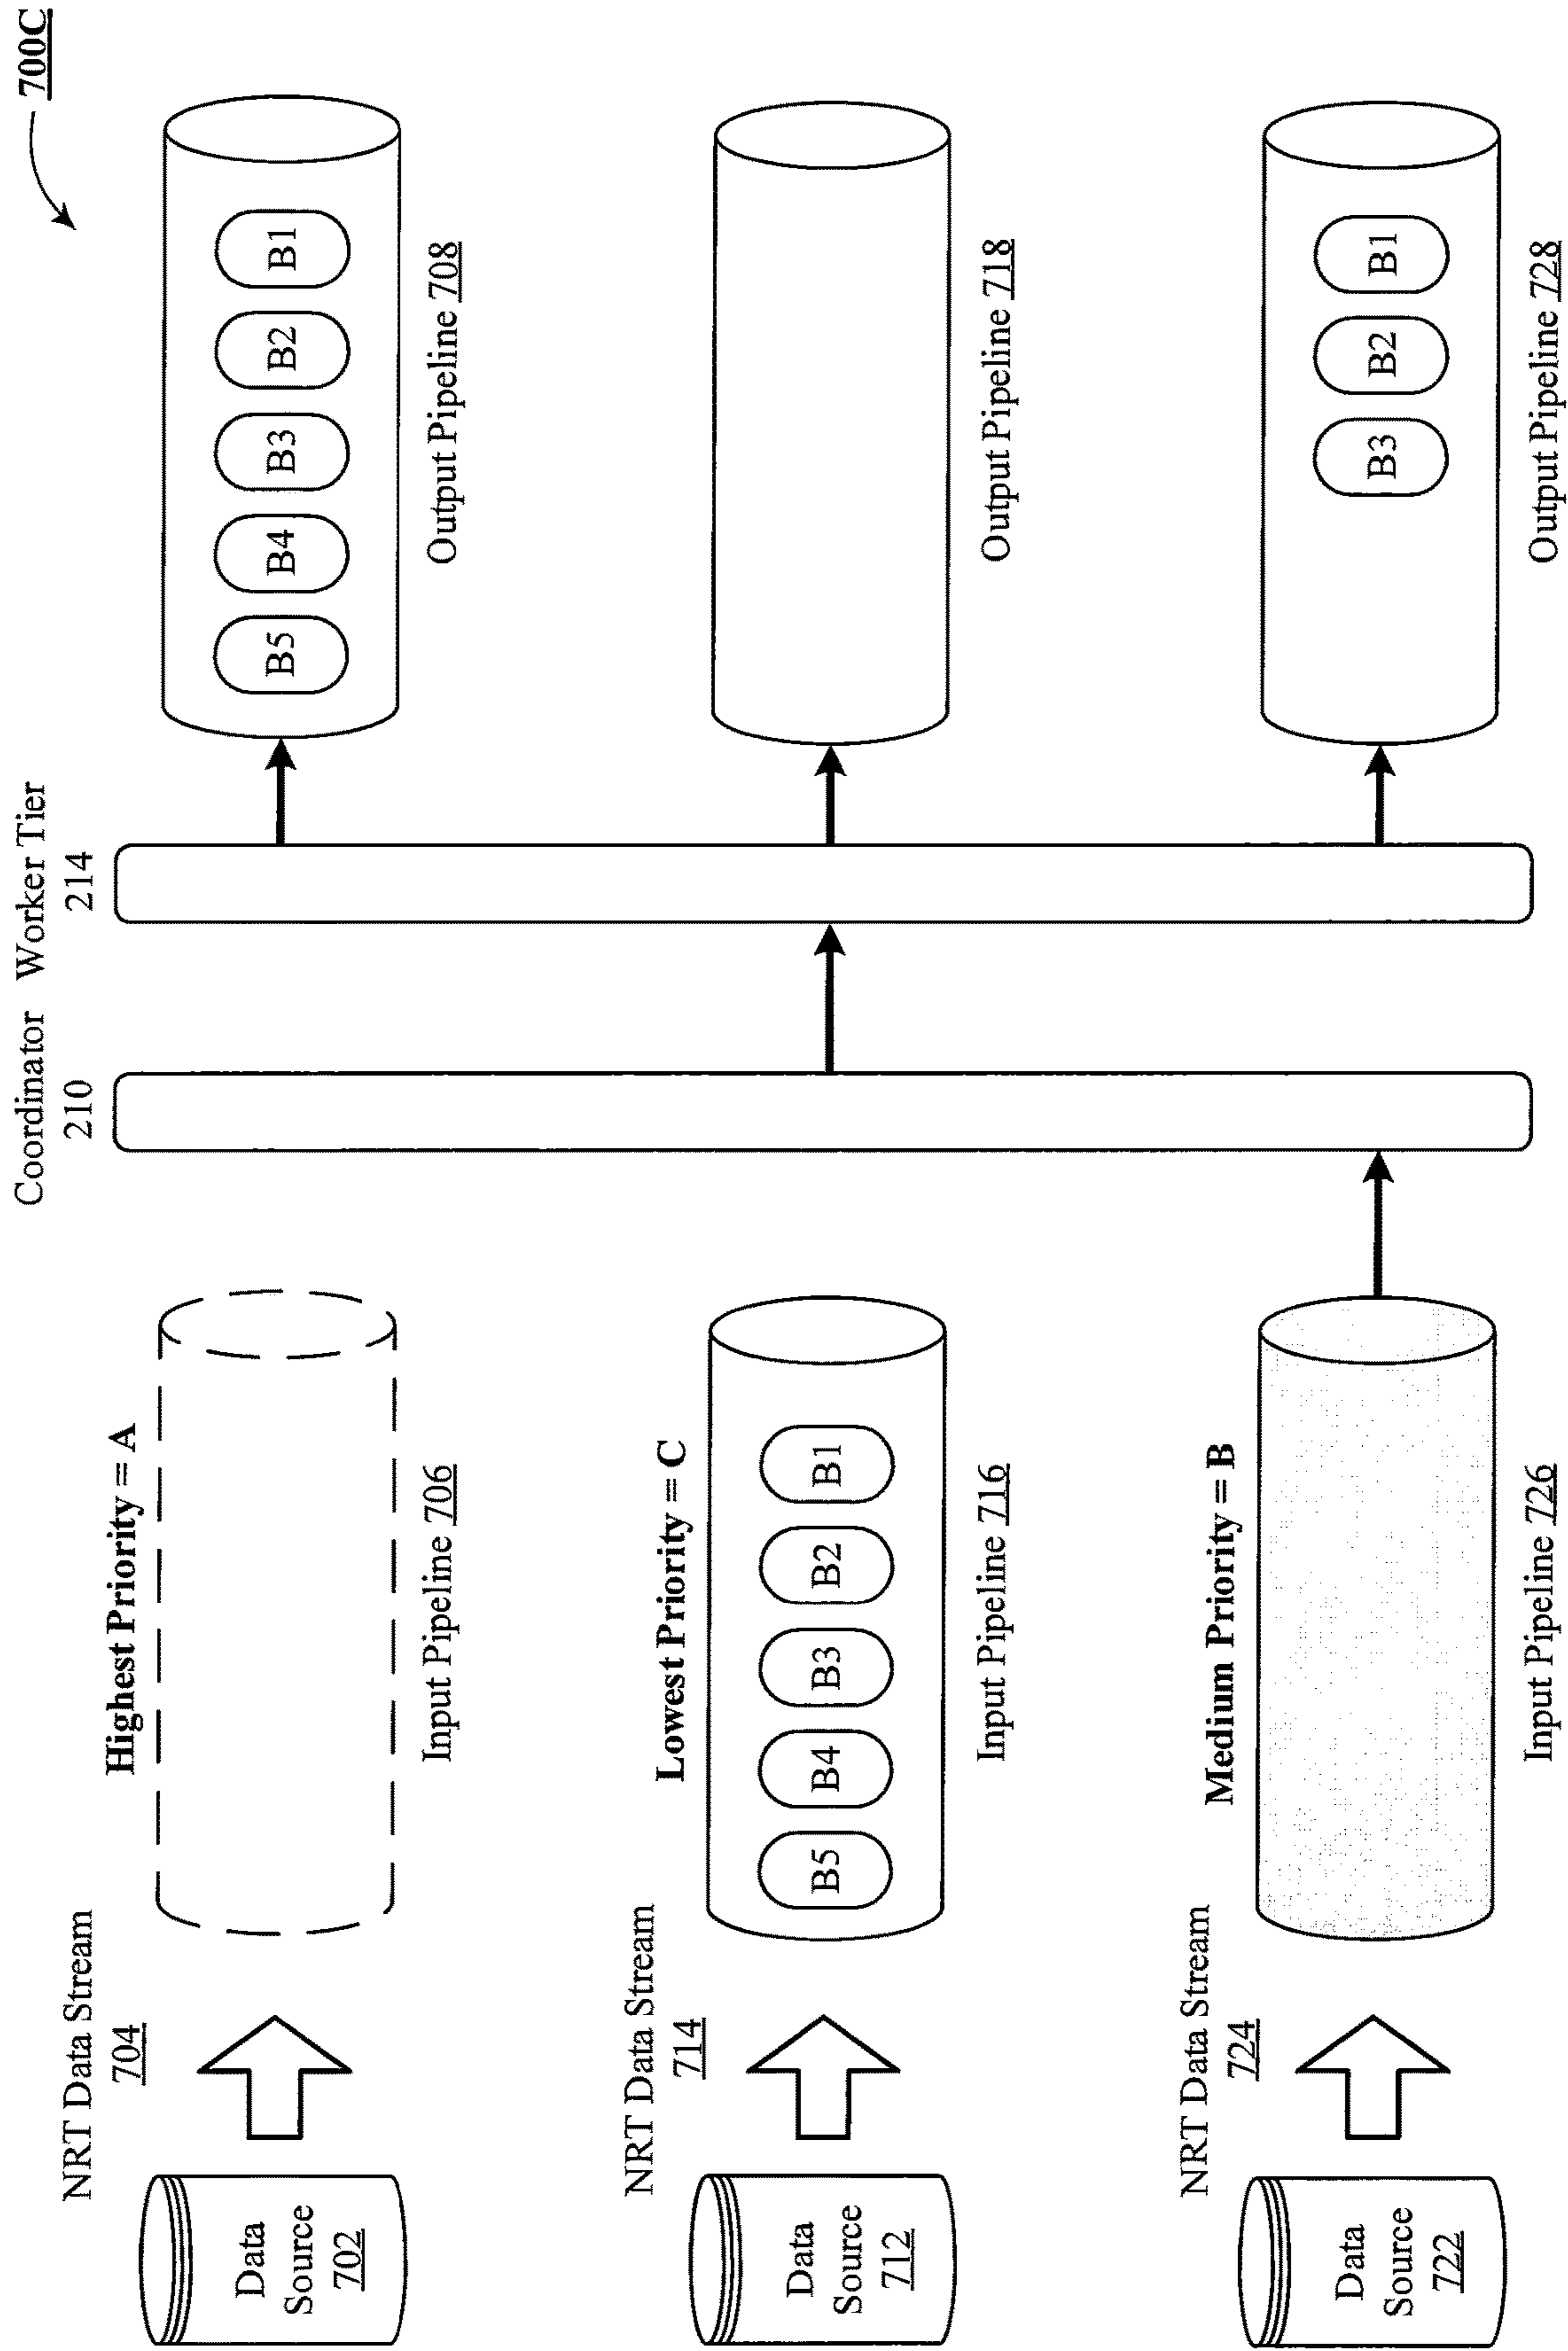 700C
Coordinator
210
Worker Tier
214
NRT Data Stream
704
Highest Priority = A
Data
Source
702
Input Pipeline 706
B5
B4
B3
B2
B1
Output Pipeline 708
NRT Data Stream
714
Lowest Priority = C
Data
Source
712
B5
B4
B3
B2
B1
Input Pipeline 716
Output Pipeline 718
NRT Data Stream
724
Medium Priority = B
Data
Source
722
Input Pipeline 726
B3
B2
B1
Output Pipeline 728